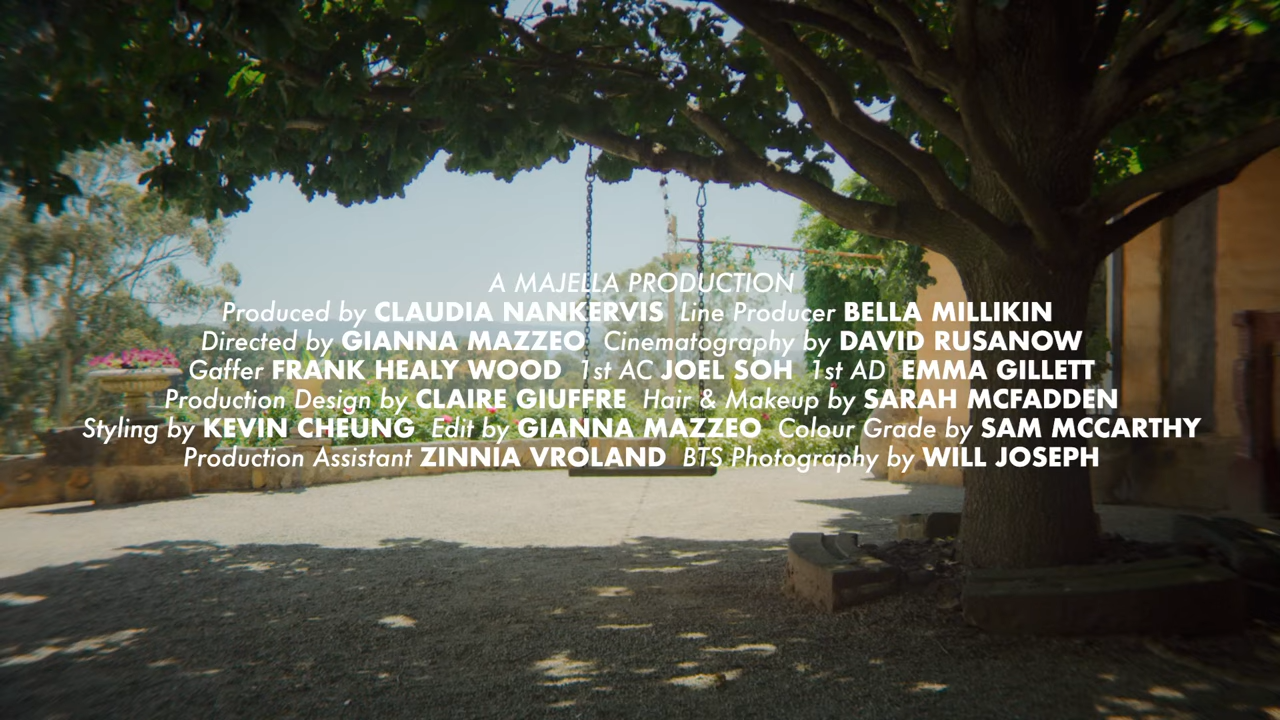 A MAJELLA PRODUCTION
Produced by CLAUDIA NANKERVIS Line Producer BELLA MILLIKIN
Directed by GIANNA MAZZEO Cinematography by DAVID RUSANOW
Gaffer FRANK HEALY WOOD 1st AC JOEL SOH 1st AD EMMA GILLETT
Production Design by CLAIRE GIUFFRE Hair & Makeup by SARAH MCFADDEN
Styling by KEVIN CHEUNG Edit by GIANNA MAZZEO Colour Grade by SAM MCCARTHY
Production Assistant ZINNIA VROLAND BTS Photography by WILL JOSEPH